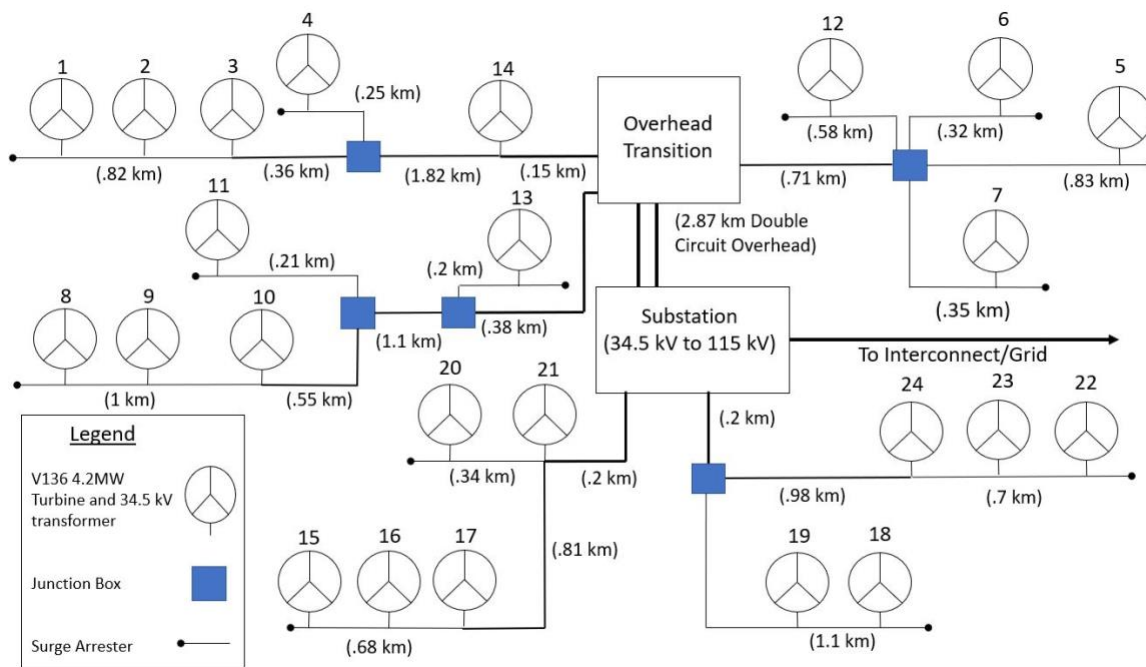 4
12
6
1
2
3
14
5
(.25 km)
Overhead
Transition
(.58 km)
(.32 km)
(.82 km)
(.36 km)
(1.82 km)
(.15 km)
(.71 km)
(.83 km)
11
13
7
(2.87 km Double
Circuit Overhead)
(.21 km)
(.2 km)
8
9
10
(1.1 km)
(.38 km)
Substation
(34.5 kV to 115 kV)
(.35 km)
To Interconnect/Grid
(1 km)
(.55 km)
20
21
24
23
22
(.2 km)
Legend
V136 4.2MW
Turbine and 34.5 kV
transformer
(.34 km)
(.2 km)
(.98 km)
(.7 km)
15
16
17
(.81 km)
19
18
Junction Box
Surge Arrester
(.68 km)
(1.1 km)